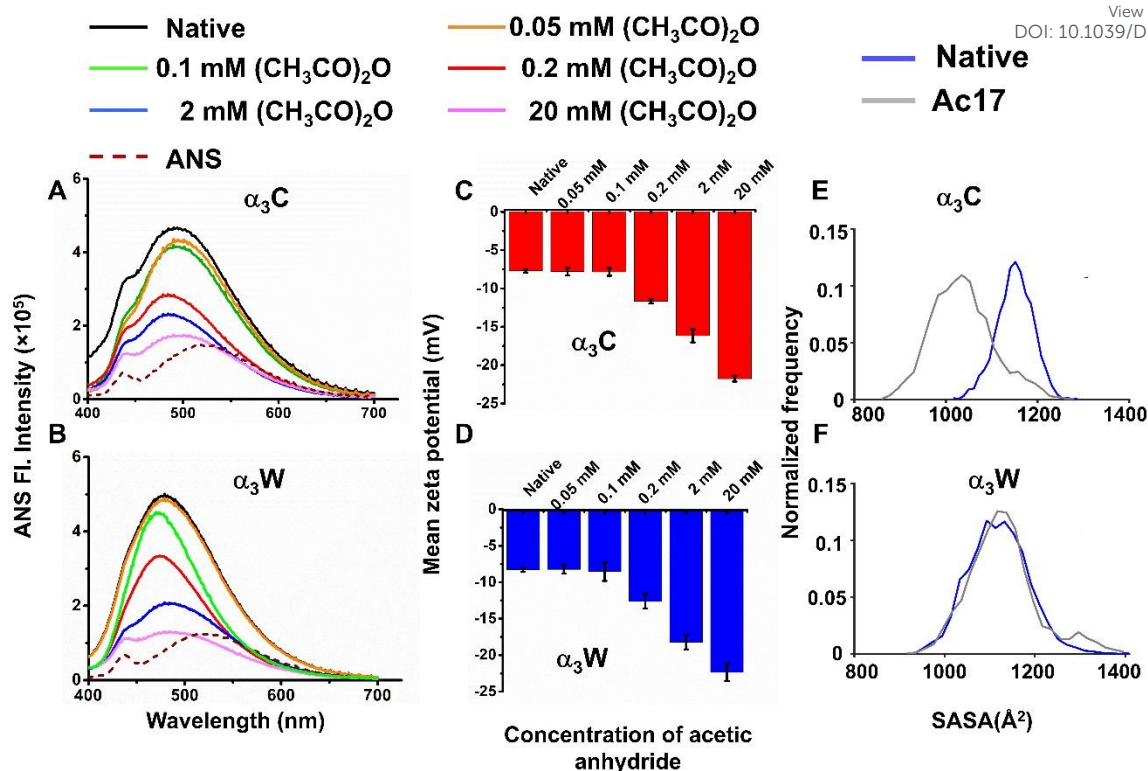 View
DOI: 10.1039/D
Native
0.05 mM (CH₃CO)₂O
0.1 mM (CH₃CO)₂O
0.2 mM (CH₃CO)₂O
2 mM (CH₃CO)₂O
20 mM (CH₃CO)₂O
ANS
Native
Ac17
A
α₃C
ANS Fl. Intensity (×10⁵)
6
4
2
0
400
500
600
700
B
α₃W
6
4
2
0
400
500
600
700
Wavelength (nm)
C
Native
0.05 mM
0.1 mM
0.2 mM
2 mM
20 mM
0
-5
-10
-15
-20
-25
α₃C
Mean zeta potential (mV)
D
Native
0.05 mM
0.1 mM
0.2 mM
2 mM
20 mM
0
-5
-10
-15
-20
-25
α₃W
Concentration of acetic
anhydride
E
α₃C
0.15
0.1
0.05
0
800
1000
1200
1400
Normalized frequency
F
α₃W
0.15
0.1
0.05
0
800
1000
1200
1400
SASA(Å²)